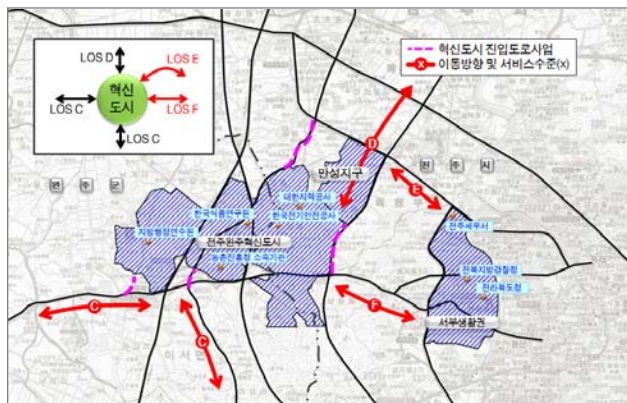 LOS D
LOS E
혁신
도시
LOS C
LOS F
LOS C
혁신도시 진입도로사업
이동방향 및 서비스수준(x)
D
만성지구
전 주 시
완 주 군
E
대한지적공사
한국식품연구원
한국전기안전공사
전주세무서
지방행정연수원
전주완주혁신도시
농촌진흥청 소속기관
전북지방경찰청
전라북도청
C
F
서부생활권
C
이 서 면